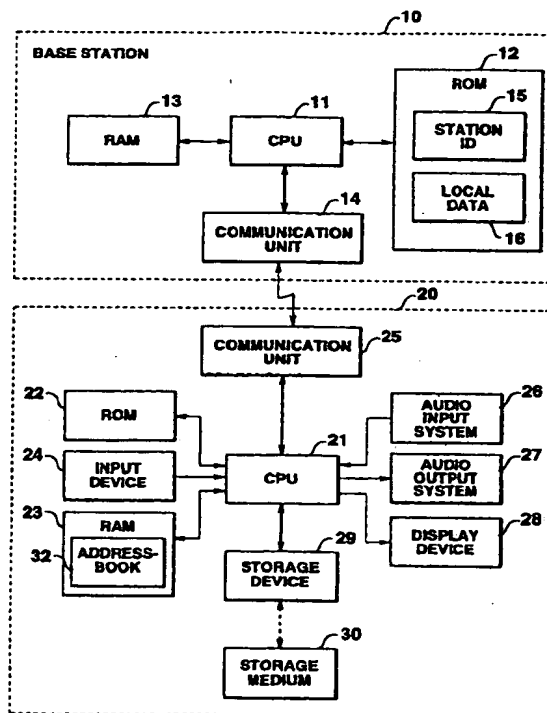 10
BASE STATION
12
ROM
13
RAM
11
CPU
15
STATION
ID
14
COMMUNICATION
UNIT
LOCAL
DATA
16
20
COMMUNICATION
UNIT
25
22
ROM
26
AUDIO
INPUT
SYSTEM
24
INPUT
DEVICE
21
CPU
27
AUDIO
OUTPUT
SYSTEM
23
RAM
32
ADDRESS-
BOOK
29
STORAGE
DEVICE
28
DISPLAY
DEVICE
30
STORAGE
MEDIUM